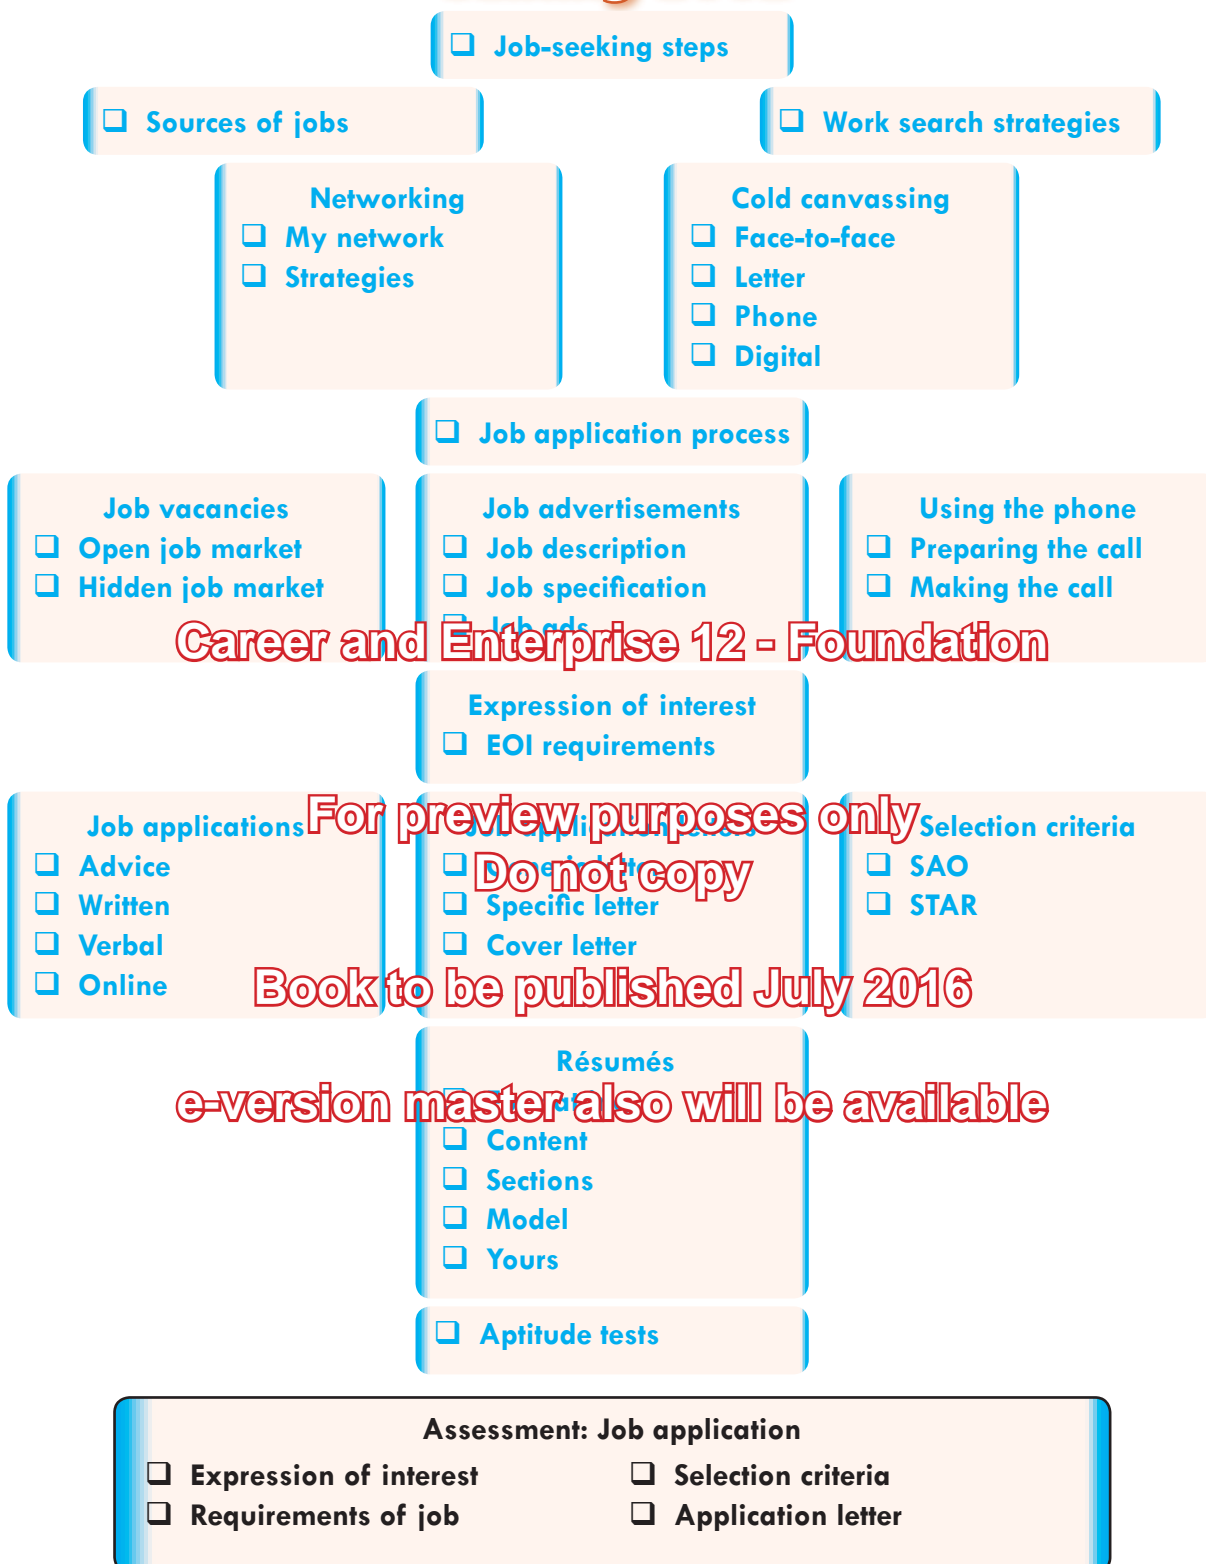 ❑ Job-seeking steps
❑ Sources of jobs
❑ Work search strategies
Networking
❑ My network
❑ Strategies
Cold canvassing
❑ Face-to-face
❑ Letter
❑ Phone
❑ Digital
❑ Job application process
Job vacancies
❑ Open job market
❑ Hidden job market
Job advertisements
❑ Job description
❑ Job specification
❑ Job ads
Using the phone
❑ Preparing the call
❑ Making the call
Career and Enterprise 12 - Foundation
Expression of interest
❑ EOI requirements
Job applications
❑ Advice
❑ Written
❑ Verbal
❑ Online
For preview purposes only
Do not copy
Job application letters
❑ Specific letter
❑ Cover letter
Selection criteria
❑ SAO
❑ STAR
Book to be published July 2016
Résumés
e-version master also will be available
❑ Content
❑ Sections
❑ Model
❑ Yours
❑ Aptitude tests
Assessment: Job application
❑ Expression of interest
❑ Requirements of job
❑ Selection criteria
❑ Application letter